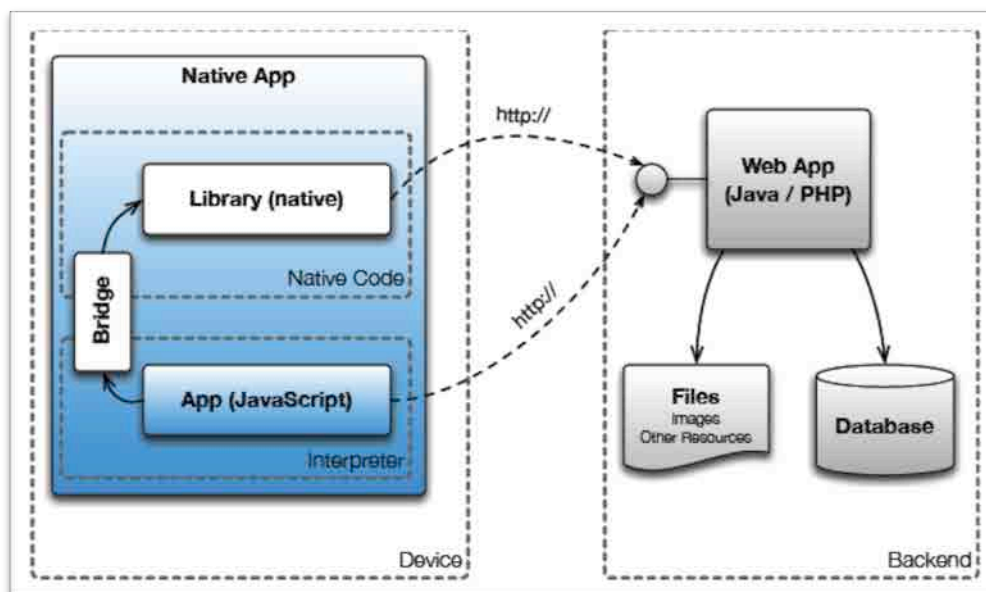 Native App
Library (native)
Native Code
Bridge
App (JavaScript)
Interpreter
Device
http://
http://
Web App
(Java / PHP)
Files
Images
Other Resources
Database
Backend